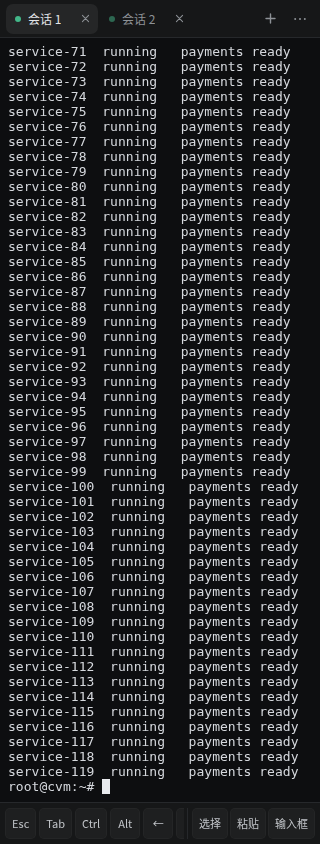 会话 1 × 会话 2 × + ···
service-71  running   payments ready
service-72  running   payments ready
service-73  running   payments ready
service-74  running   payments ready
service-75  running   payments ready
service-76  running   payments ready
service-77  running   payments ready
service-78  running   payments ready
service-79  running   payments ready
service-80  running   payments ready
service-81  running   payments ready
service-82  running   payments ready
service-83  running   payments ready
service-84  running   payments ready
service-85  running   payments ready
service-86  running   payments ready
service-87  running   payments ready
service-88  running   payments ready
service-89  running   payments ready
service-90  running   payments ready
service-91  running   payments ready
service-92  running   payments ready
service-93  running   payments ready
service-94  running   payments ready
service-95  running   payments ready
service-96  running   payments ready
service-97  running   payments ready
service-98  running   payments ready
service-99  running   payments ready
service-100  running   payments ready
service-101  running   payments ready
service-102  running   payments ready
service-103  running   payments ready
service-104  running   payments ready
service-105  running   payments ready
service-106  running   payments ready
service-107  running   payments ready
service-108  running   payments ready
service-109  running   payments ready
service-110  running   payments ready
service-111  running   payments ready
service-112  running   payments ready
service-113  running   payments ready
service-114  running   payments ready
service-115  running   payments ready
service-116  running   payments ready
service-117  running   payments ready
service-118  running   payments ready
service-119  running   payments ready
root@cvm:~#
Esc Tab Ctrl Alt ← 选择 粘贴 输入框